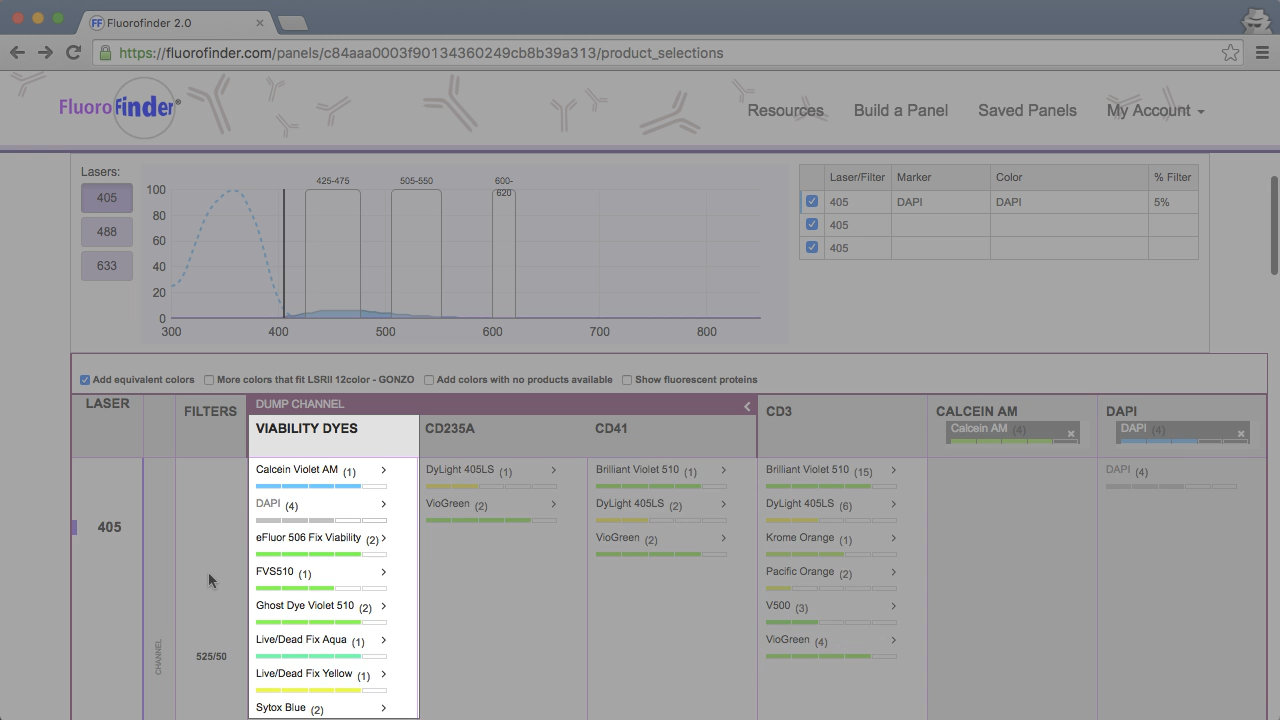 FF Fluorofinder 2.0
https://fluorofinder.com/panels/c84aaa0003f90134360249cb8b39a313/product_selections
FluoroFinder®
Resources Build a Panel Saved Panels My Account
Lasers:
405
488
633
100
80
60
40
20
0
300 400 500 600 700 800
425-475 505-550 600-
620
Laser/Filter Marker Color % Filter
405 DAPI DAPI 5%
405
405
Add equivalent colors More colors that fit LSRII 12color - GONZO Add colors with no products available Show fluorescent proteins
LASER
FILTERS
DUMP CHANNEL
VIABILITY DYES CD235A CD41
CD3
CALCEIN AM
Calcein AM (4)
DAPI
DAPI (4)
405
CHANNEL
525/50
Calcein Violet AM (1)
DAPI (4)
eFluor 506 Fix Viability (2)
FVS510 (1)
Ghost Dye Violet 510 (2)
Live/Dead Fix Aqua (1)
Live/Dead Fix Yellow (1)
Sytox Blue (2)
DyLight 405LS (1)
VioGreen (2)
Brilliant Violet 510 (1)
DyLight 405LS (2)
VioGreen (2)
Brilliant Violet 510 (15)
DyLight 405LS (6)
Krome Orange (1)
Pacific Orange (2)
V500 (3)
VioGreen (4)
DAPI (4)